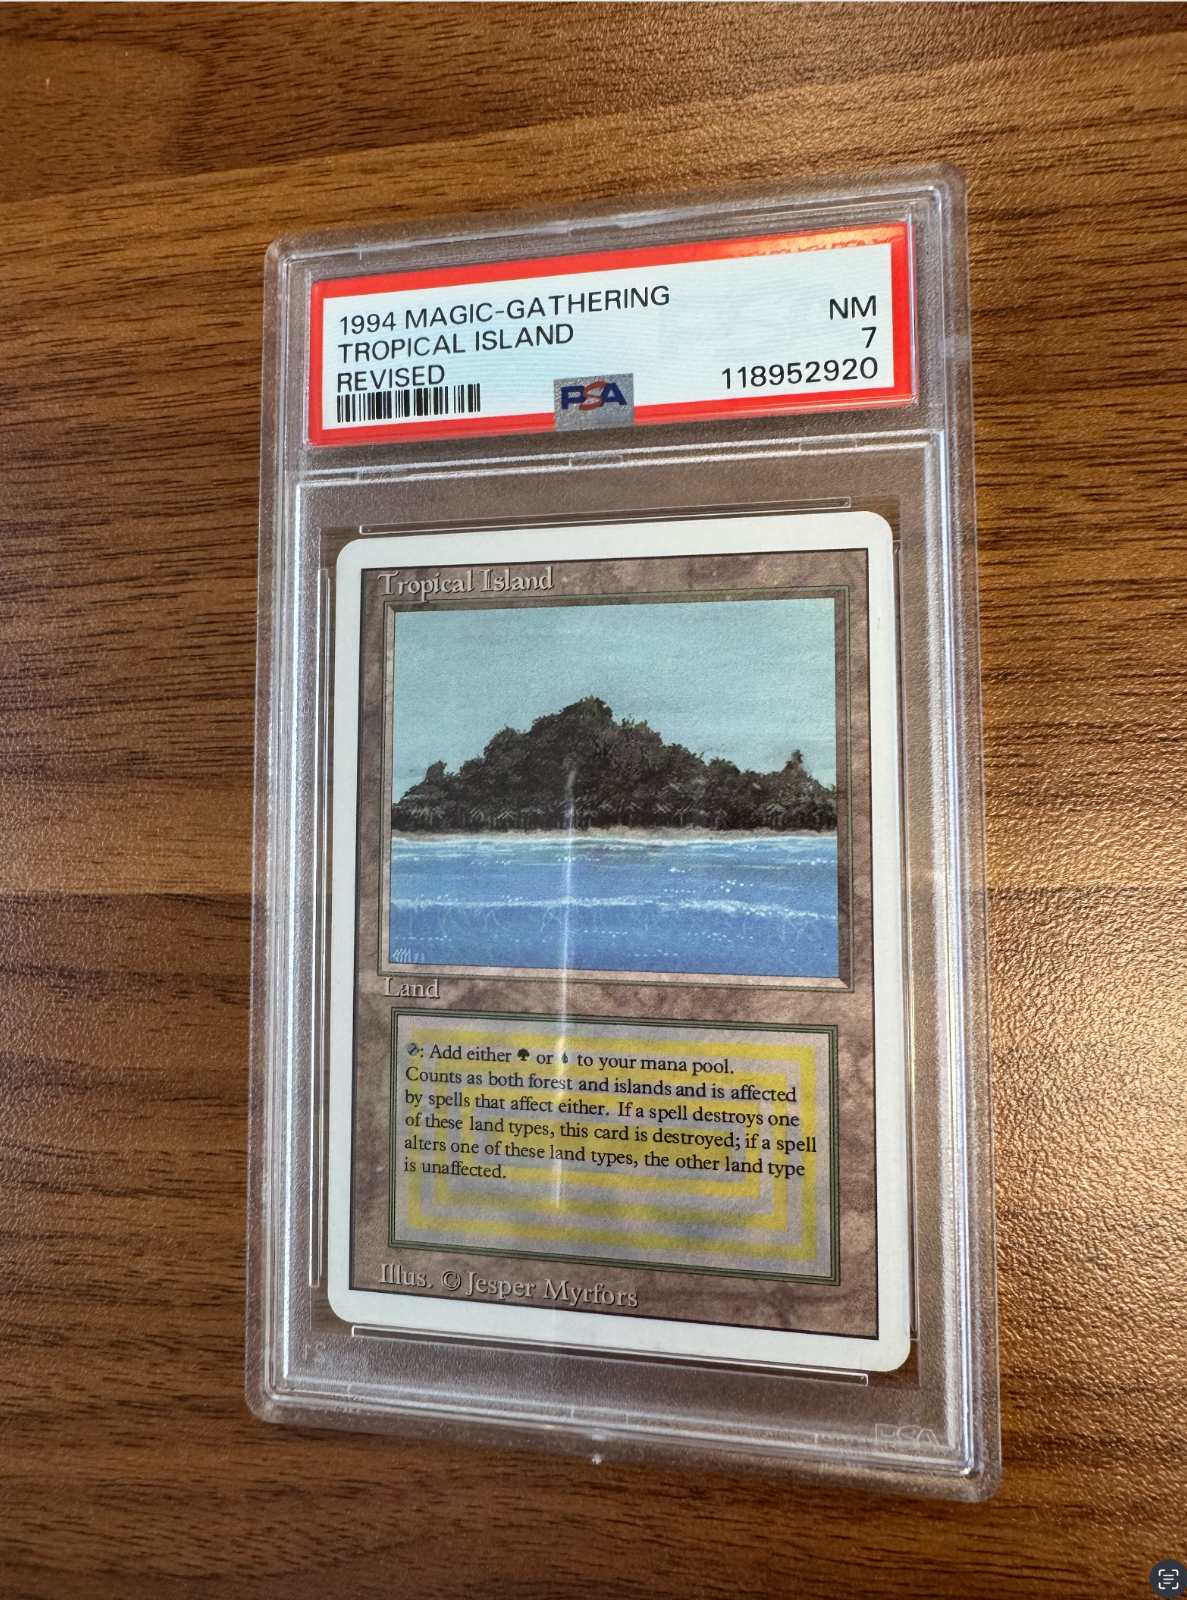 1994 MAGIC-GATHERING
TROPICAL ISLAND
REVISED
NM
7
118952920
PSA
Tropical Island
Land
: Add either or to your mana pool.
Counts as both forest and islands and is affected
by spells that affect either. If a spell destroys one
of these land types, this card is destroyed; if a spell
alters one of these land types, the other land type
is unaffected.
Illus. © Jesper Myrfors
PSA